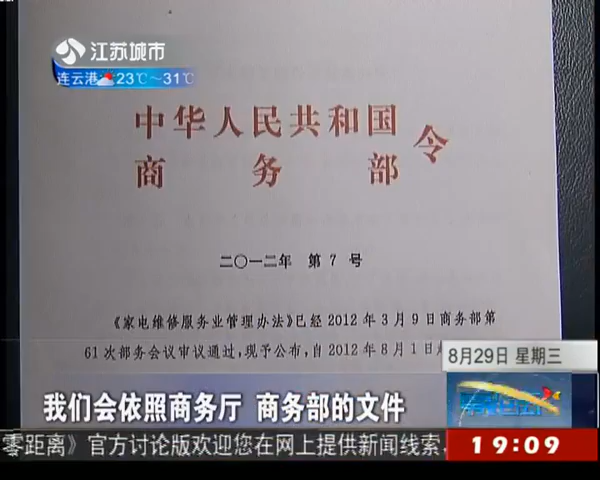 江苏城市
连云港 23℃～31℃
中华人民共和国
商务部
令
二〇一二年 第7号
《家电维修服务业管理办法》已经2012年3月9日商务部第
61次部务会议审议通过，现予公布，自2012年8月1日
8月29日 星期三
我们会依照商务厅 商务部的文件
零距离》官方讨论版欢迎您在网上提供新闻线索，
19:09